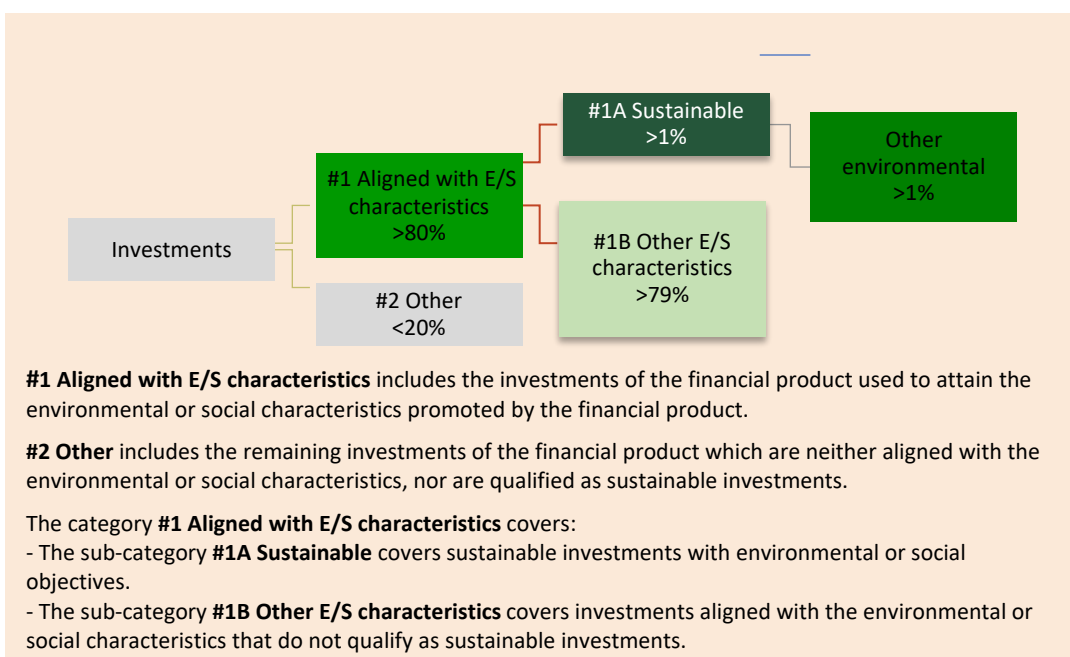 #1A Sustainable
>1%
Other
environmental
>1%
#1 Aligned with E/S
characteristics
>80%
#1B Other E/S
characteristics
>79%
Investments
#2 Other
<20%
#1 Aligned with E/S characteristics includes the investments of the financial product used to attain the
environmental or social characteristics promoted by the financial product.
#2 Other includes the remaining investments of the financial product which are neither aligned with the
environmental or social characteristics, nor are qualified as sustainable investments.
The category #1 Aligned with E/S characteristics covers:
- The sub-category #1A Sustainable covers sustainable investments with environmental or social
objectives.
- The sub-category #1B Other E/S characteristics covers investments aligned with the environmental or
social characteristics that do not qualify as sustainable investments.